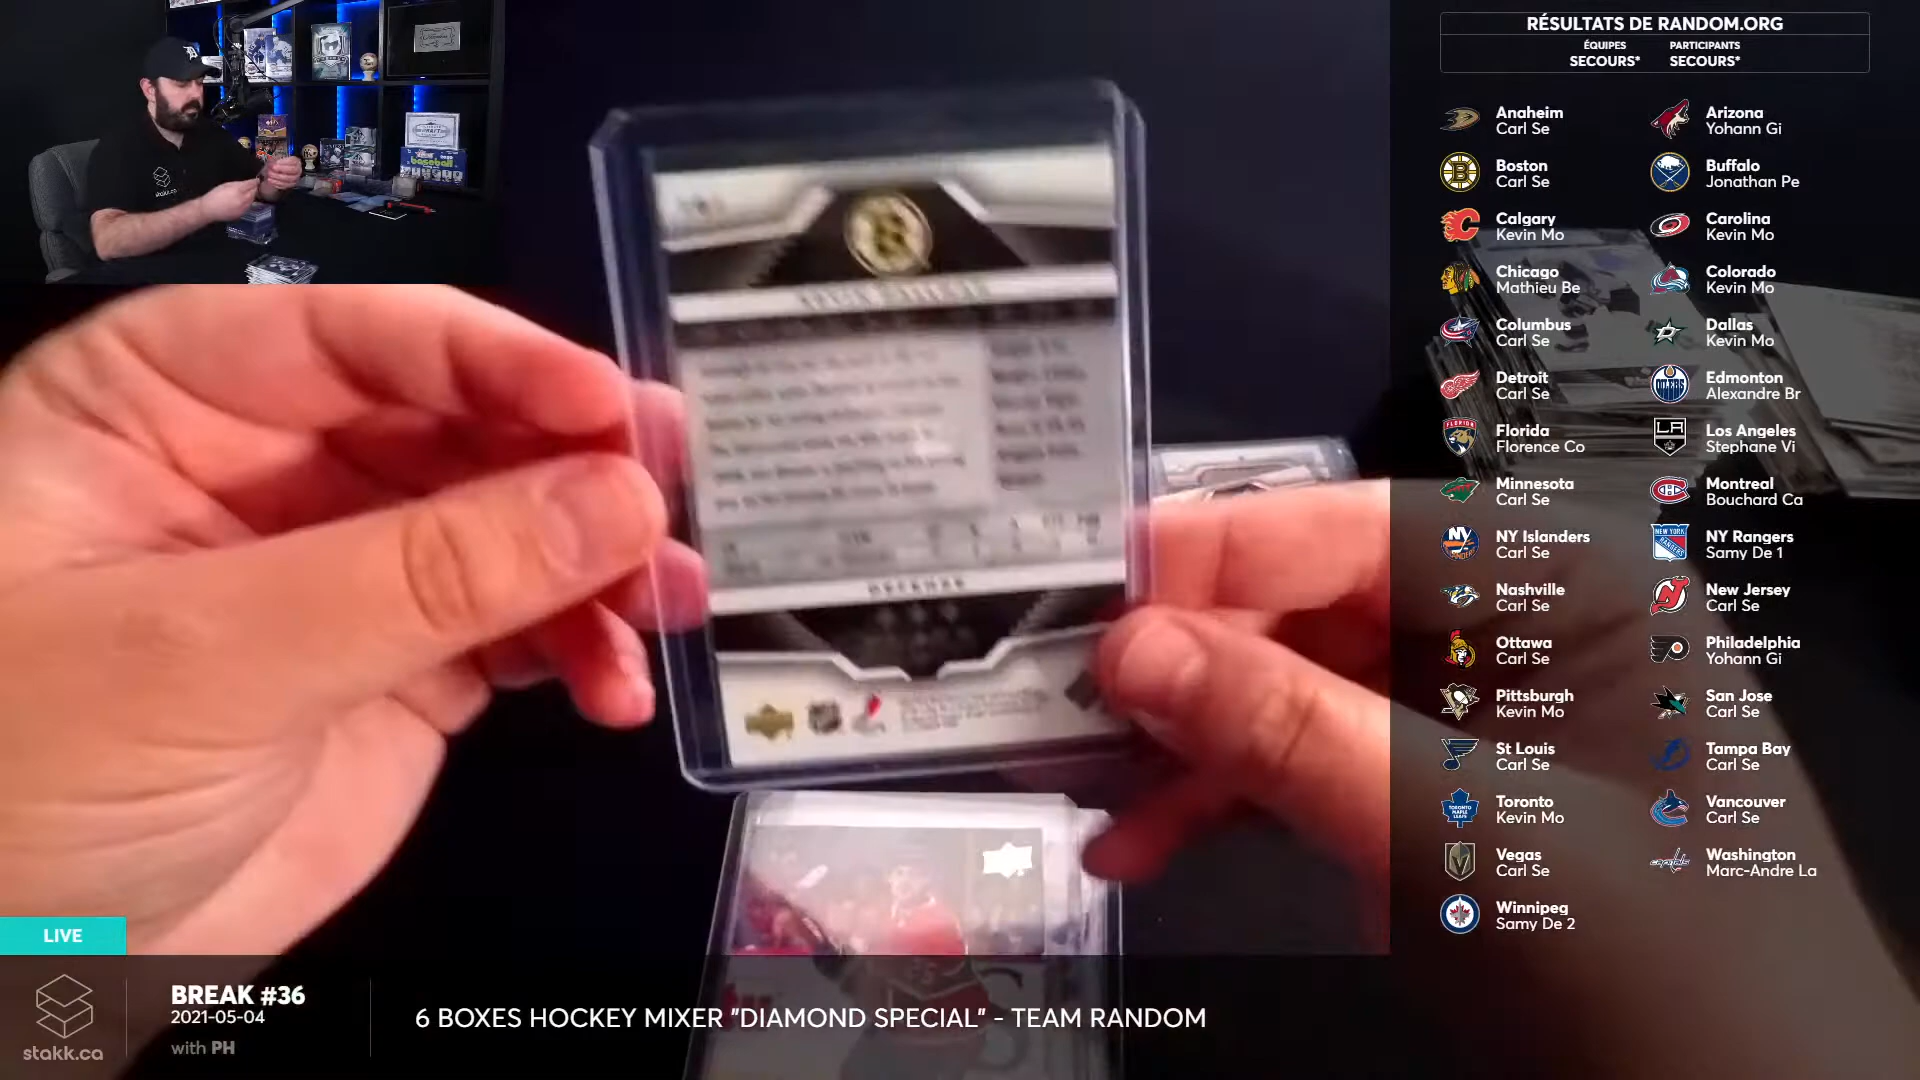 RÉSULTATS DE RANDOM.ORG
ÉQUIPES PARTICIPANTS
SECOURS* SECOURS*
Anaheim
Carl Se
Arizona
Yohann Gi
Boston
Carl Se
Buffalo
Jonathan Pe
Calgary
Kevin Mo
Carolina
Kevin Mo
Chicago
Mathieu Be
Colorado
Kevin Mo
Columbus
Carl Se
Dallas
Kevin Mo
Detroit
Carl Se
Edmonton
Alexandre Br
Florida
Florence Co
Los Angeles
Stephane Vi
Minnesota
Carl Se
Montreal
Bouchard Ca
NY Islanders
Carl Se
NY Rangers
Samy De 1
Nashville
Carl Se
New Jersey
Carl Se
Ottawa
Carl Se
Philadelphia
Yohann Gi
Pittsburgh
Kevin Mo
San Jose
Carl Se
St Louis
Carl Se
Tampa Bay
Carl Se
Toronto
Kevin Mo
Vancouver
Carl Se
Vegas
Carl Se
Washington
Marc-Andre La
Winnipeg
Samy De 2
DEFENSE
LIVE
stakk.ca
BREAK #36
2021-05-04
with PH
6 BOXES HOCKEY MIXER "DIAMOND SPECIAL" - TEAM RANDOM